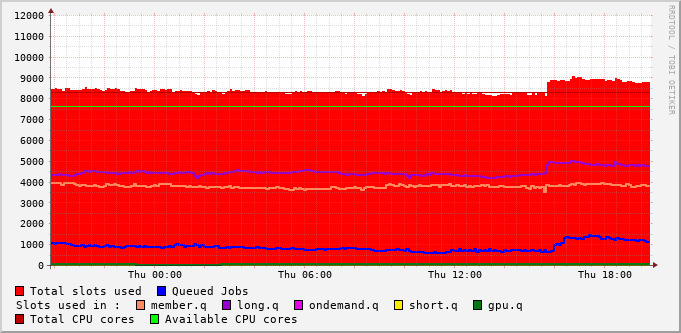 12000
11000
10000
9000
8000
7000
6000
5000
4000
3000
2000
1000
0
Thu 00:00 Thu 06:00 Thu 12:00 Thu 18:00
RRDTOOL / TOBI OETIKER
Total slots used Queued Jobs
Slots used in : member.q long.q ondemand.q short.q gpu.q
Total CPU cores Available CPU cores